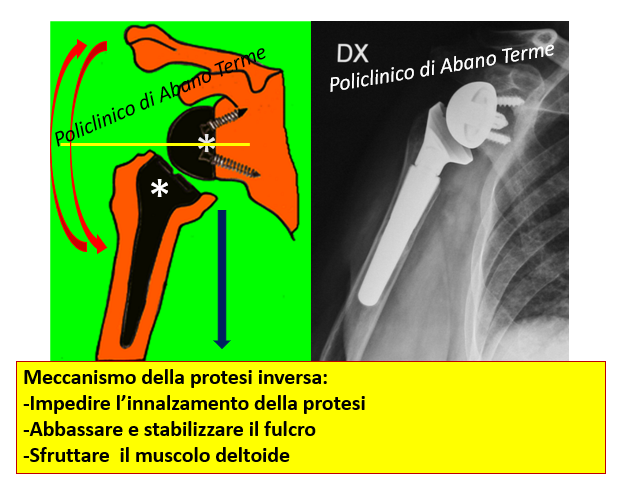 Policlinico di Abano Terme
DX
Policlinico di Abano Terme
*
*
Meccanismo della protesi inversa:
-Impedire l’innalzamento della protesi
-Abbassare e stabilizzare il fulcro
-Sfruttare  il muscolo deltoide